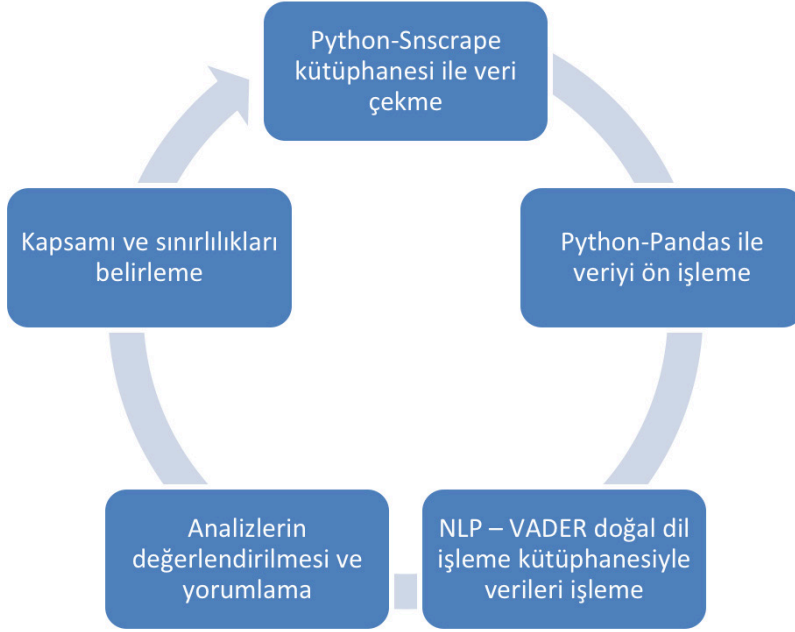 Python-Snscrape
kütüphanesi ile veri
çekme
Python-Pandas ile
veriyi ön işleme
NLP – VADER doğal dil
işleme kütüphanesiyle
verileri işleme
Analizlerin
değerlendirilmesi ve
yorumlama
Kapsamı ve sınırlılıkları
belirleme